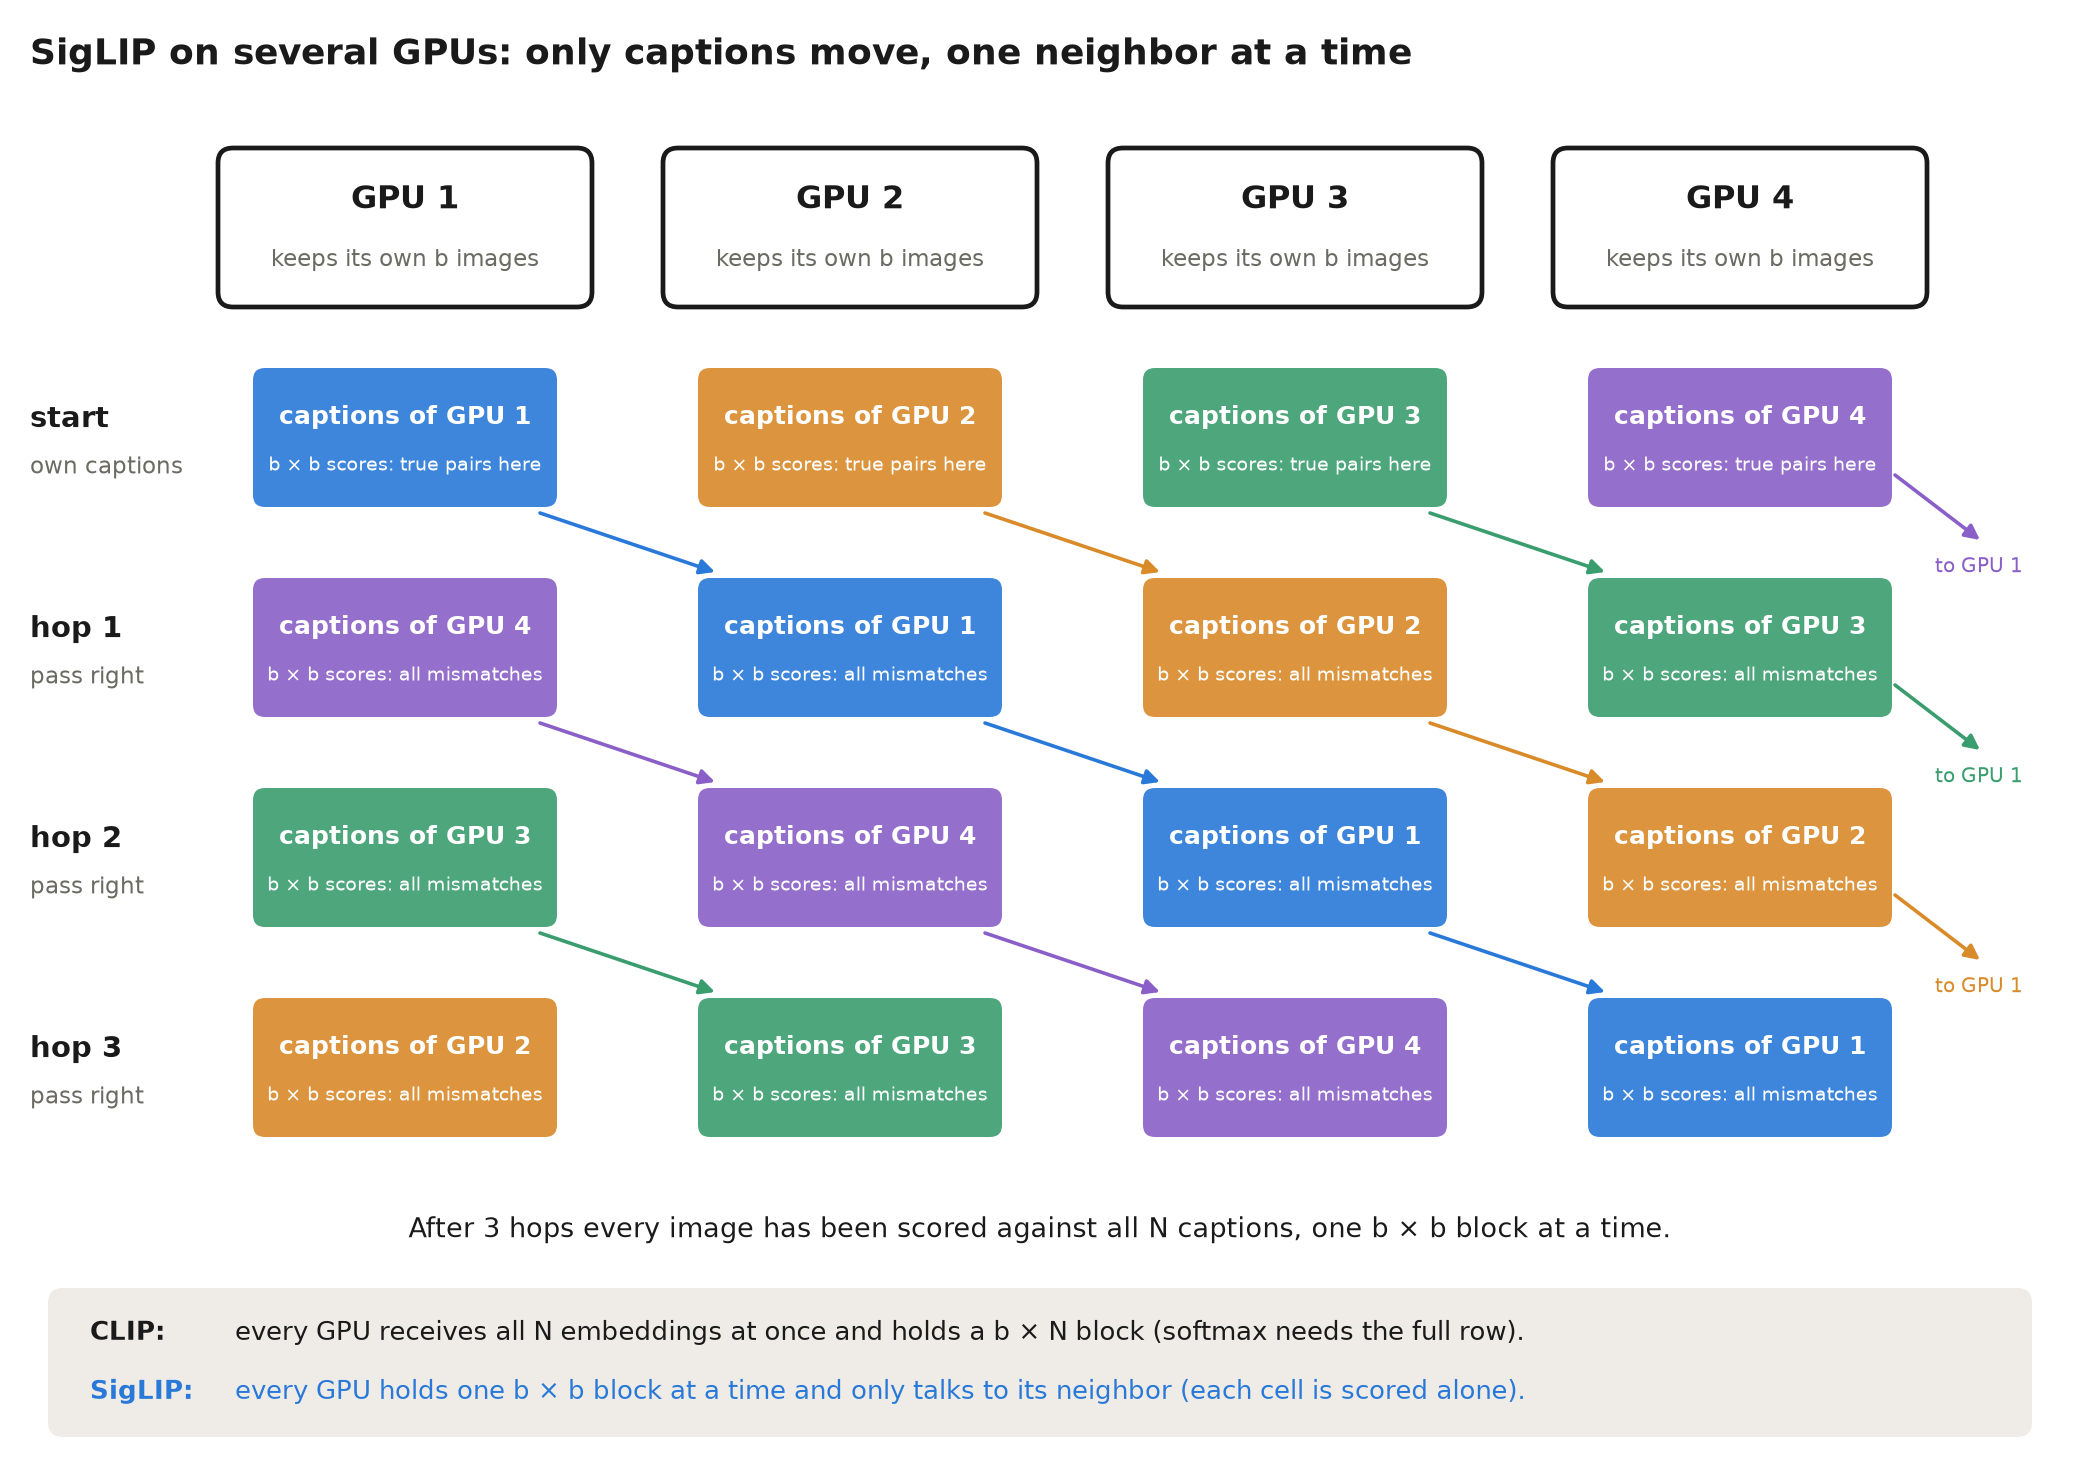 SigLIP on several GPUs: only captions move, one neighbor at a time
GPU 1
keeps its own b images
GPU 2
keeps its own b images
GPU 3
keeps its own b images
GPU 4
keeps its own b images
start
own captions
captions of GPU 1
b × b scores: true pairs here
captions of GPU 2
b × b scores: true pairs here
captions of GPU 3
b × b scores: true pairs here
captions of GPU 4
b × b scores: true pairs here
to GPU 1
hop 1
pass right
captions of GPU 4
b × b scores: all mismatches
captions of GPU 1
b × b scores: all mismatches
captions of GPU 2
b × b scores: all mismatches
captions of GPU 3
b × b scores: all mismatches
to GPU 1
hop 2
pass right
captions of GPU 3
b × b scores: all mismatches
captions of GPU 4
b × b scores: all mismatches
captions of GPU 1
b × b scores: all mismatches
captions of GPU 2
b × b scores: all mismatches
to GPU 1
hop 3
pass right
captions of GPU 2
b × b scores: all mismatches
captions of GPU 3
b × b scores: all mismatches
captions of GPU 4
b × b scores: all mismatches
captions of GPU 1
b × b scores: all mismatches
After 3 hops every image has been scored against all N captions, one b × b block at a time.
CLIP: every GPU receives all N embeddings at once and holds a b × N block (softmax needs the full row).
SigLIP: every GPU holds one b × b block at a time and only talks to its neighbor (each cell is scored alone).